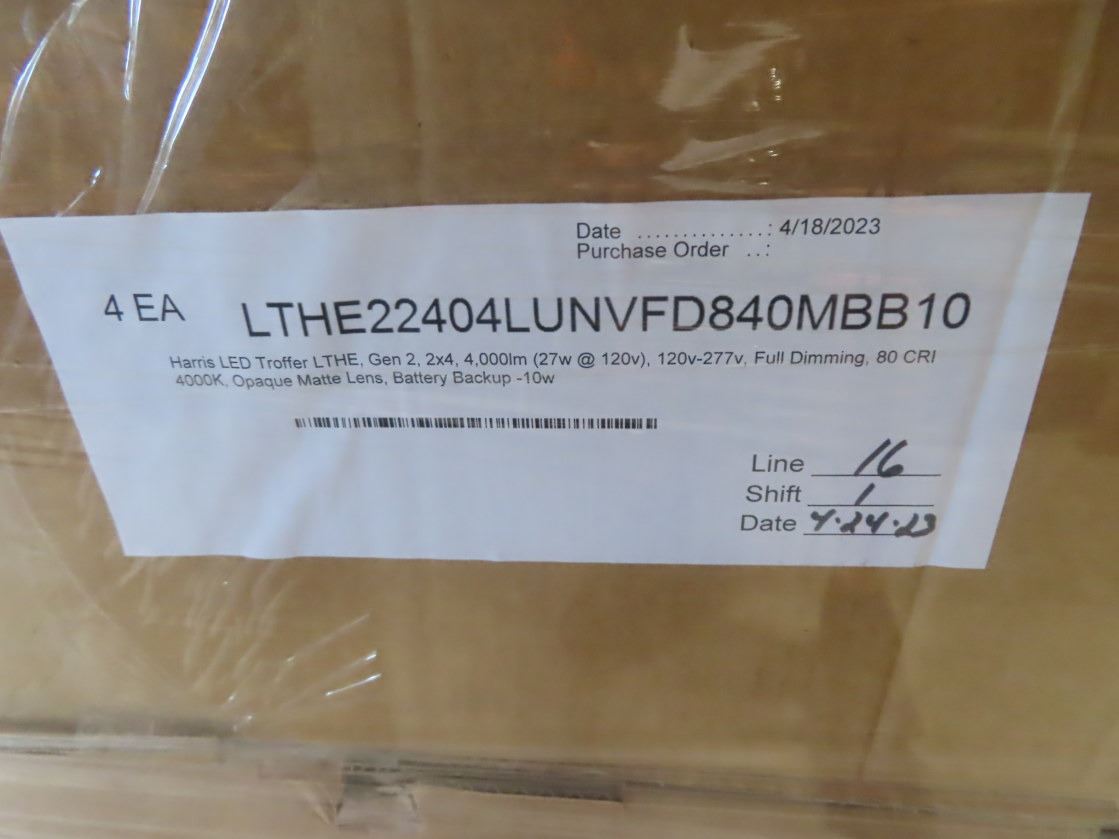 Date ...............: 4/18/2023
Purchase Order ..:
4 EA LTHE22404LUNVFD840MBB10
Harris LED Troffer LTHE, Gen 2, 2x4, 4,000lm (27w @ 120v), 120v-277v, Full Dimming, 80 CRI
4000K, Opaque Matte Lens, Battery Backup -10w
Line 16
Shift 1
Date 4.24.23